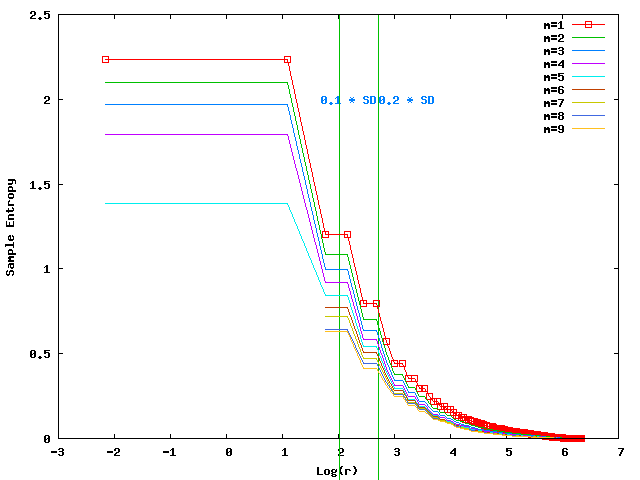 2.5
2
1.5
1
0.5
0
-3 -2 -1 0 1 2 3 4 5 6 7
Sample Entropy
Log(r)
0.1 * SD
0.2 * SD
m=1
m=2
m=3
m=4
m=5
m=6
m=7
m=8
m=9